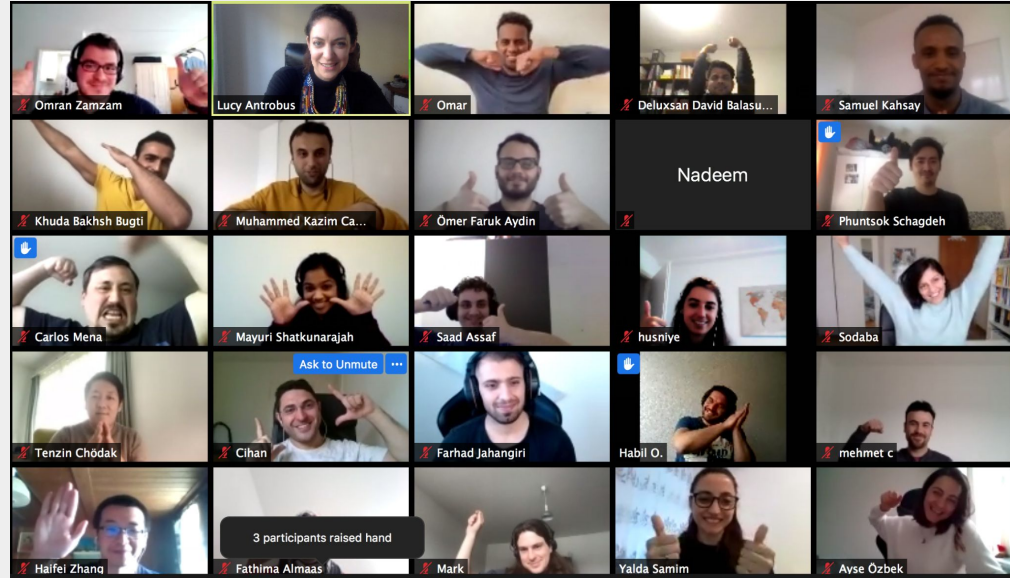 Omran Zamzam
Lucy Antrobus
Omar
Deluxsan David Balasu...
Samuel Kahsay
Khuda Bakhsh Bugti
Muhammed Kazim Ca...
Ömer Faruk Aydin
Nadeem
Phuntsok Schagdeh
Carlos Mena
Mayuri Shatkunarajah
Saad Assaf
husniye
Sodaba
Ask to Unmute
Tenzin Chödak
Cihan
Farhad Jahangiri
Habil O.
mehmet c
3 participants raised hand
Haifei Zhang
Fathima Almaas
Mark
Yalda Samim
Ayse Özbek